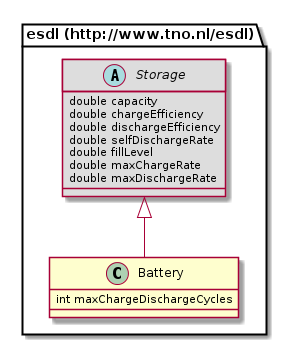 esdl (http://www.tno.nl/esdl)
A Storage
double capacity
double chargeEfficiency
double dischargeEfficiency
double selfDischargeRate
double fillLevel
double maxChargeRate
double maxDischargeRate
C Battery
int maxChargeDischargeCycles